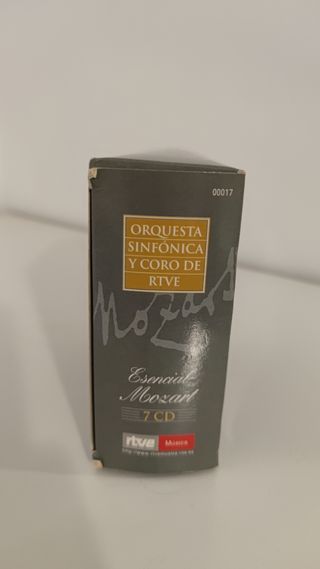 00017
ORQUESTA
SINFÓNICA
Y CORO DE
RTVE
Mozart
Esencial
Mozart
7 CD
rtve Música